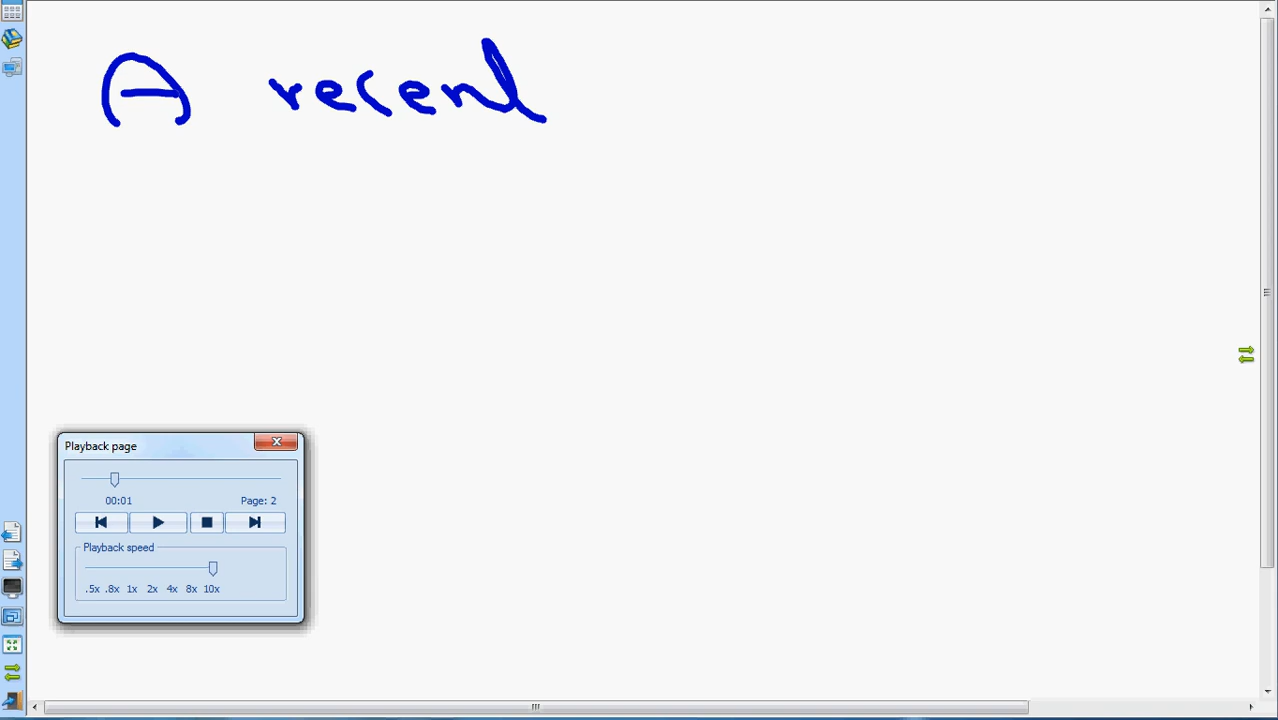 A recent
Playback page
00:01 Page: 2
Playback speed
.5x .8x 1x 2x 4x 8x 10x